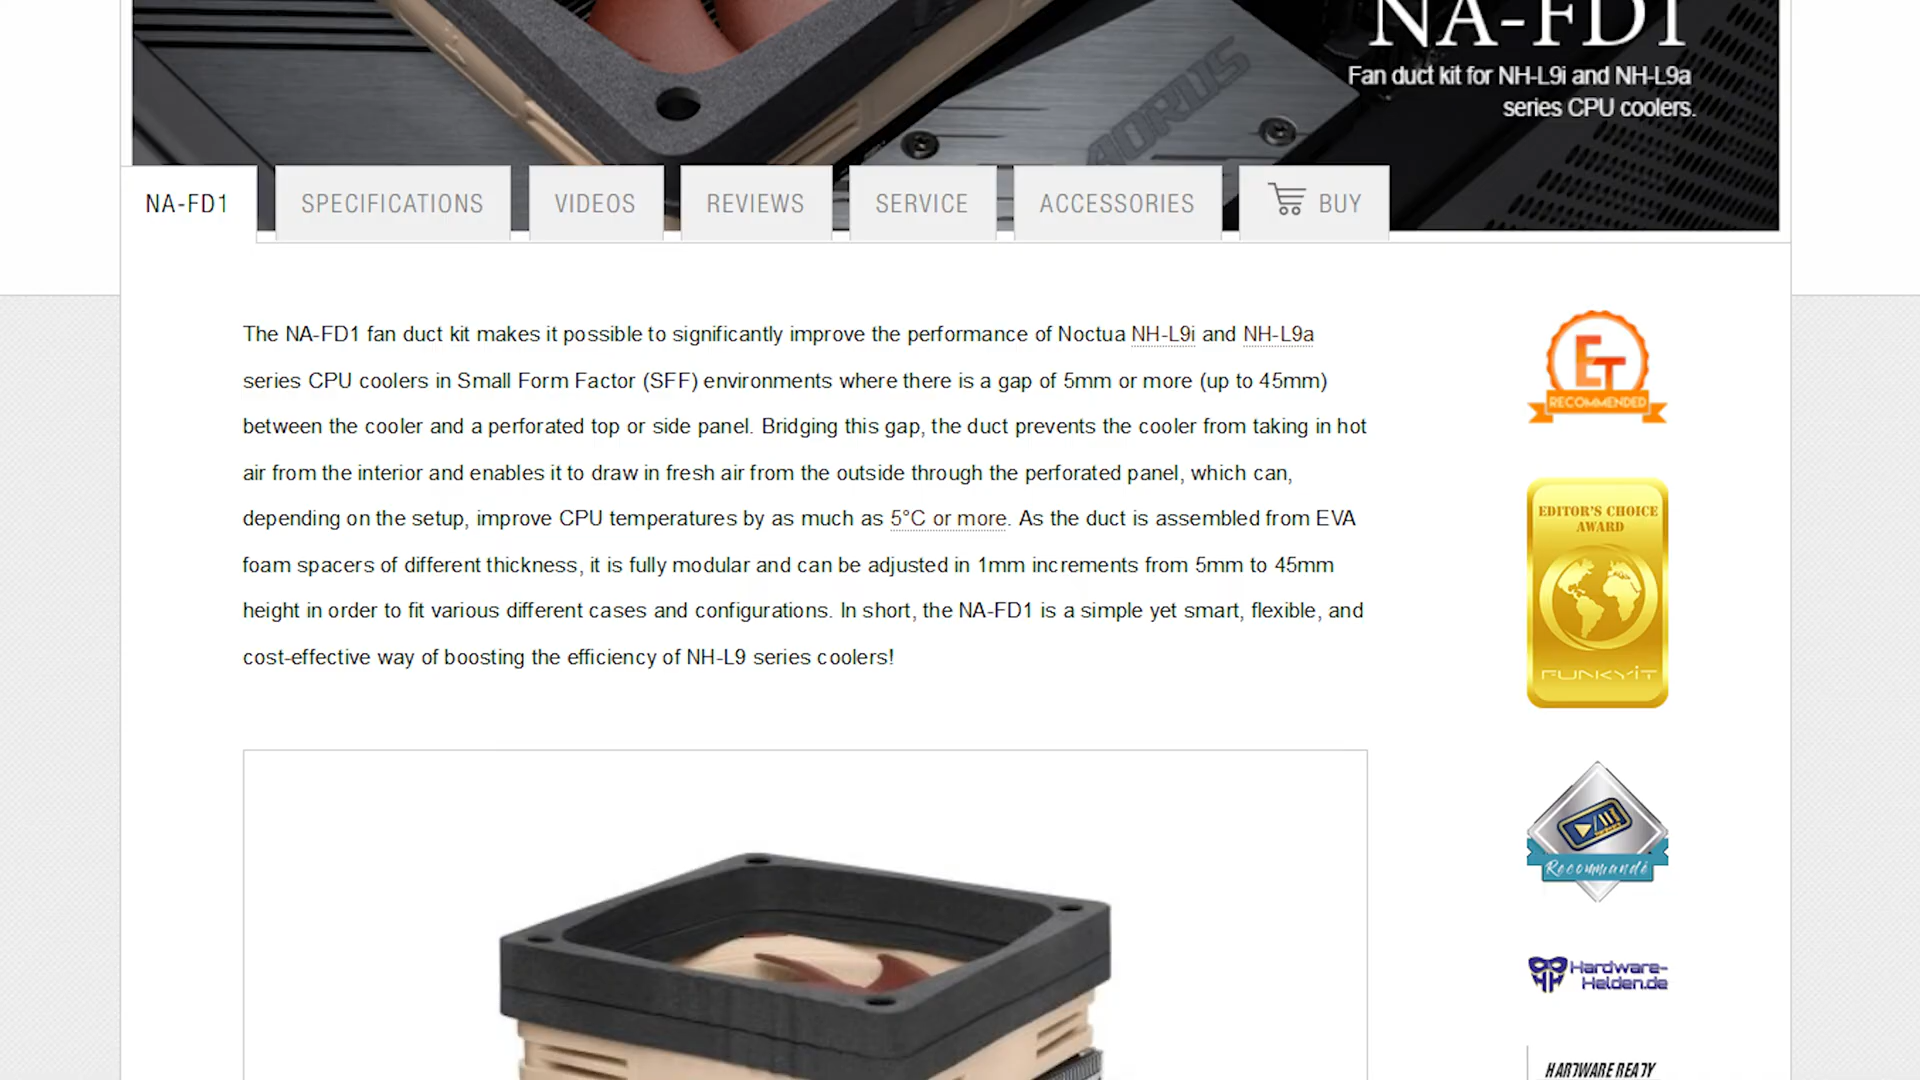 NA-FD1
Fan duct kit for NH-L9i and NH-L9a
series CPU coolers.
AORUS
NA-FD1
SPECIFICATIONS
VIDEOS
REVIEWS
SERVICE
ACCESSORIES
BUY
The NA-FD1 fan duct kit makes it possible to significantly improve the performance of Noctua NH-L9i and NH-L9a
series CPU coolers in Small Form Factor (SFF) environments where there is a gap of 5mm or more (up to 45mm)
between the cooler and a perforated top or side panel. Bridging this gap, the duct prevents the cooler from taking in hot
air from the interior and enables it to draw in fresh air from the outside through the perforated panel, which can,
depending on the setup, improve CPU temperatures by as much as 5°C or more. As the duct is assembled from EVA
foam spacers of different thickness, it is fully modular and can be adjusted in 1mm increments from 5mm to 45mm
height in order to fit various different cases and configurations. In short, the NA-FD1 is a simple yet smart, flexible, and
cost-effective way of boosting the efficiency of NH-L9 series coolers!
ET
RECOMMENDED
EDITOR'S CHOICE
AWARD
FUNKYIT
Recommandé
Hardware-
Helden.de
HARDWARE READY